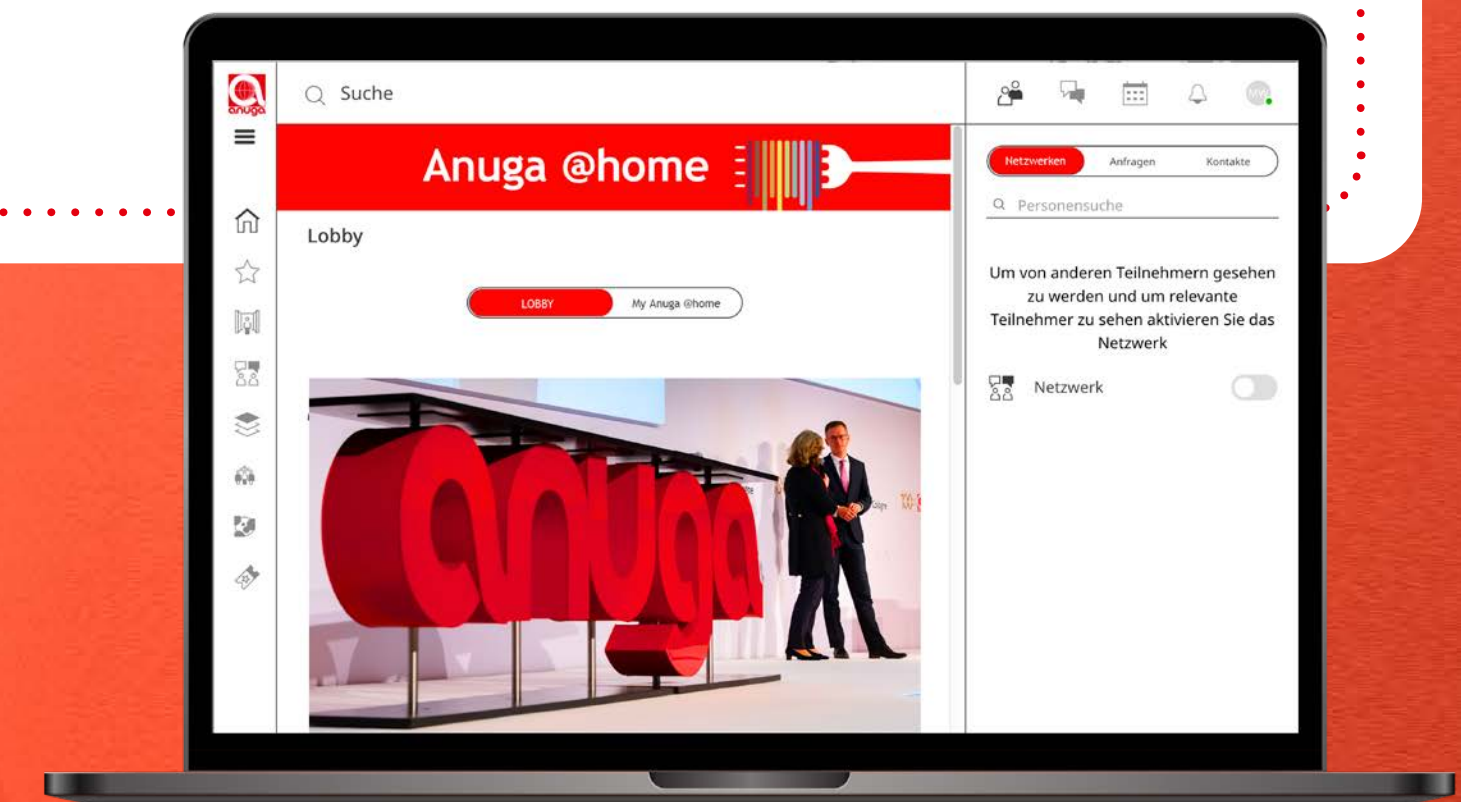 anuga
Suche
MW
Anuga @home
Netzwerken
Anfragen
Kontakte
Personensuche
Lobby
LOBBY
My Anuga @home
Um von anderen Teilnehmern gesehen
zu werden und um relevante
Teilnehmer zu sehen aktivieren Sie das
Netzwerk
Netzwerk
anuga